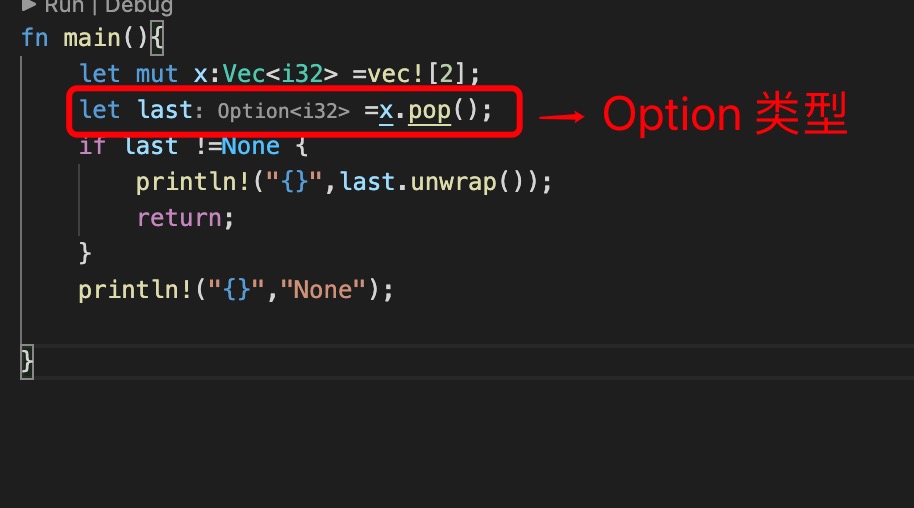 ▶ Run | Debug
fn main(){
let mut x:Vec<i32> =vec![2];
let last: Option<i32> =x.pop(); → Option 类型
if last !=None {
println!("{}",last.unwrap());
return;
}
println!("{}","None");
}